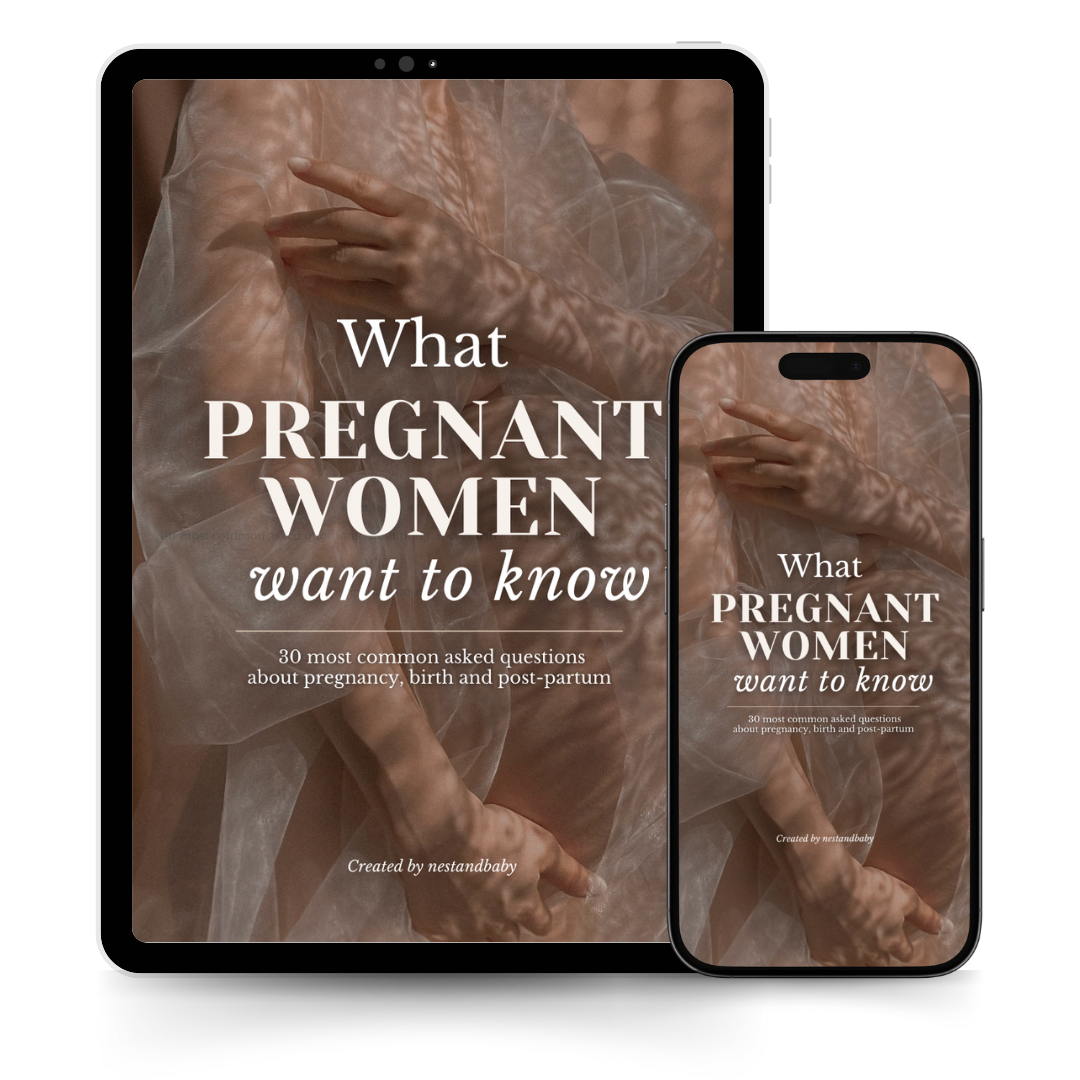 What
PREGNANT
WOMEN
want to know
30 most common asked questions
about pregnancy, birth and post-partum
Created by nestandbaby
What
PREGNANT
WOMEN
want to know
30 most common asked questions
about pregnancy, birth and post-partum
Created by nestandbaby